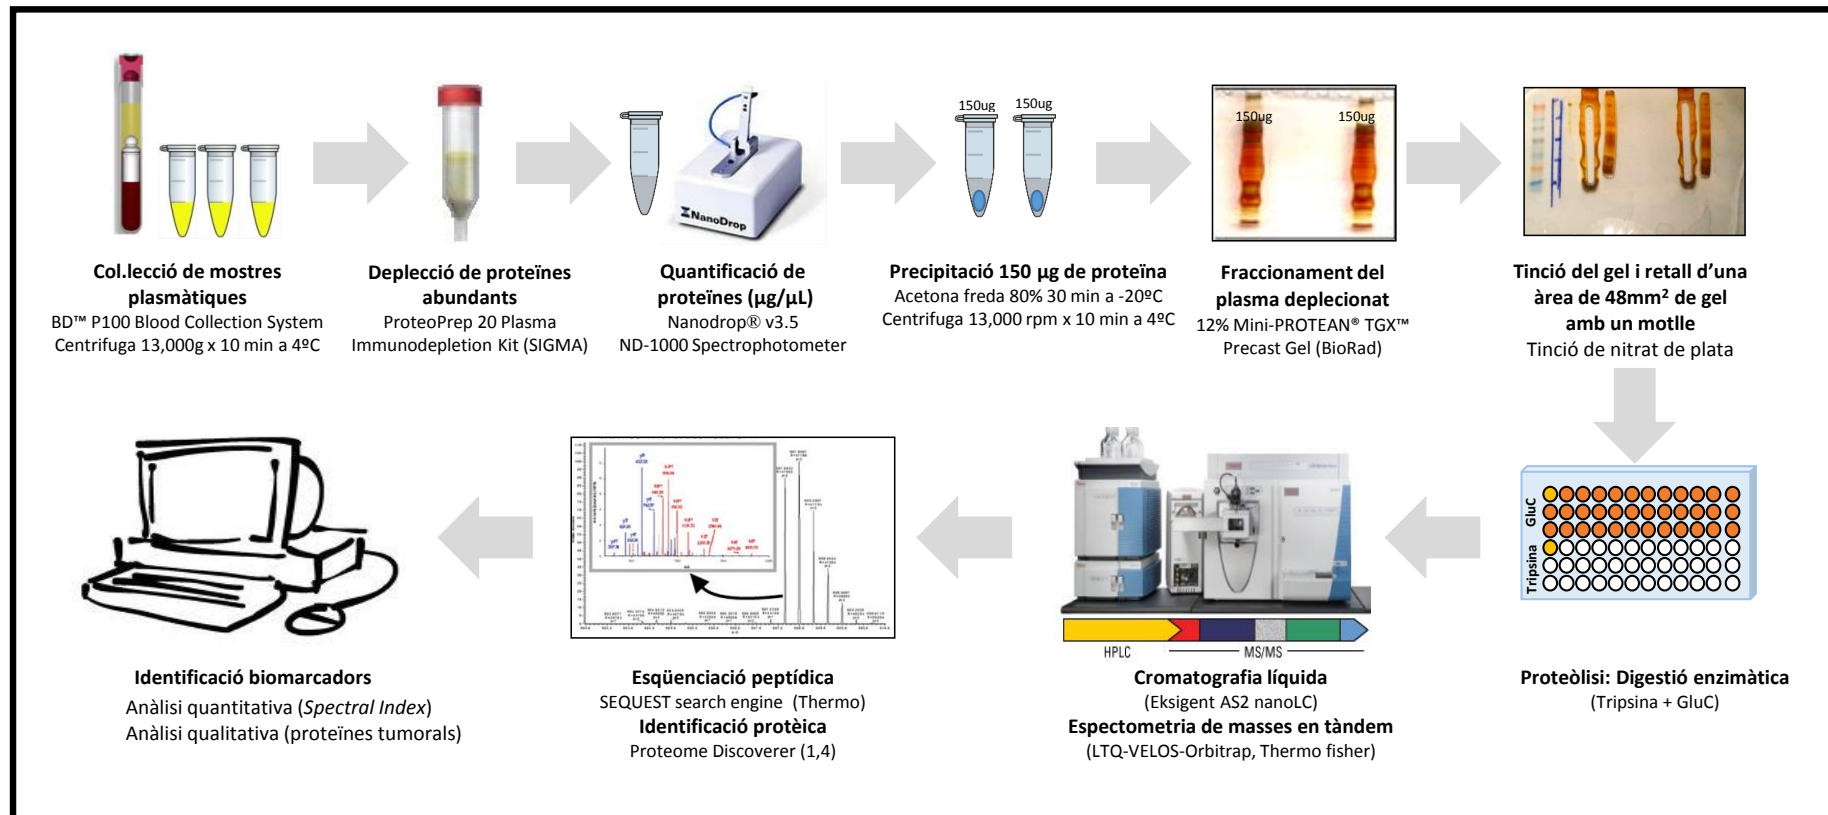 150ug
150ug
150ug
150ug
NanoDrop
Col.lecció de mostres
plasmàtiques
BD™ P100 Blood Collection System
Centrifuga 13,000g x 10 min a 4ºC
Deplecció de proteïnes
abundants
ProteoPrep 20 Plasma
Immunodepletion Kit (SIGMA)
Quantificació de
proteïnes (µg/µL)
Nanodrop® v3.5
ND-1000 Spectrophotometer
Precipitació 150 µg de proteïna
Acetona freda 80% 30 min a -20ºC
Centrifuga 13,000 rpm x 10 min a 4ºC
Fraccionament del
plasma deplecionat
12% Mini-PROTEAN® TGX™
Precast Gel (BioRad)
Tinció del gel i retall d’una
àrea de 48mm² de gel
amb un motlle
Tinció de nitrat de plata
GluC
Tripsina
Proteòlisi: Digestió enzimàtica
(Tripsina + GluC)
HPLC
MS/MS
Cromatografia líquida
(Eksigent AS2 nanoLC)
Espectometria de masses en tàndem
(LTQ-VELOS-Orbitrap, Thermo fisher)
Esqüenciació peptídica
SEQUEST search engine (Thermo)
Identificació protèica
Proteome Discoverer (1,4)
Identificació biomarcadors
Anàlisi quantitativa (Spectral Index)
Anàlisi qualitativa (proteïnes tumorals)